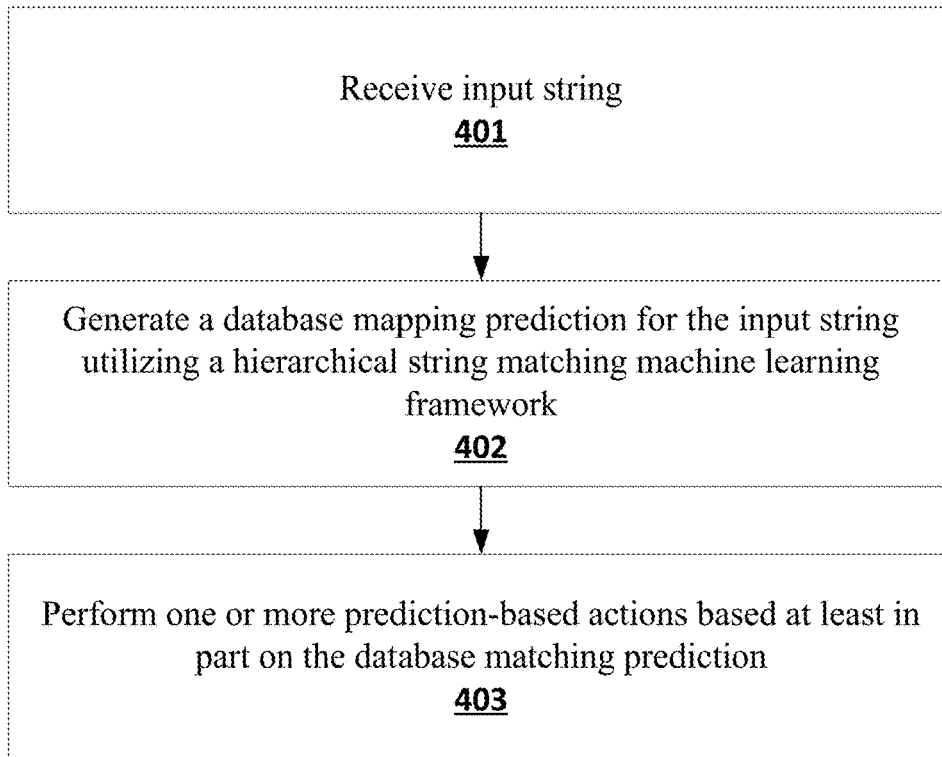 Receive input string
401
Generate a database mapping prediction for the input string
utilizing a hierarchical string matching machine learning
framework
402
Perform one or more prediction-based actions based at least in
part on the database matching prediction
403